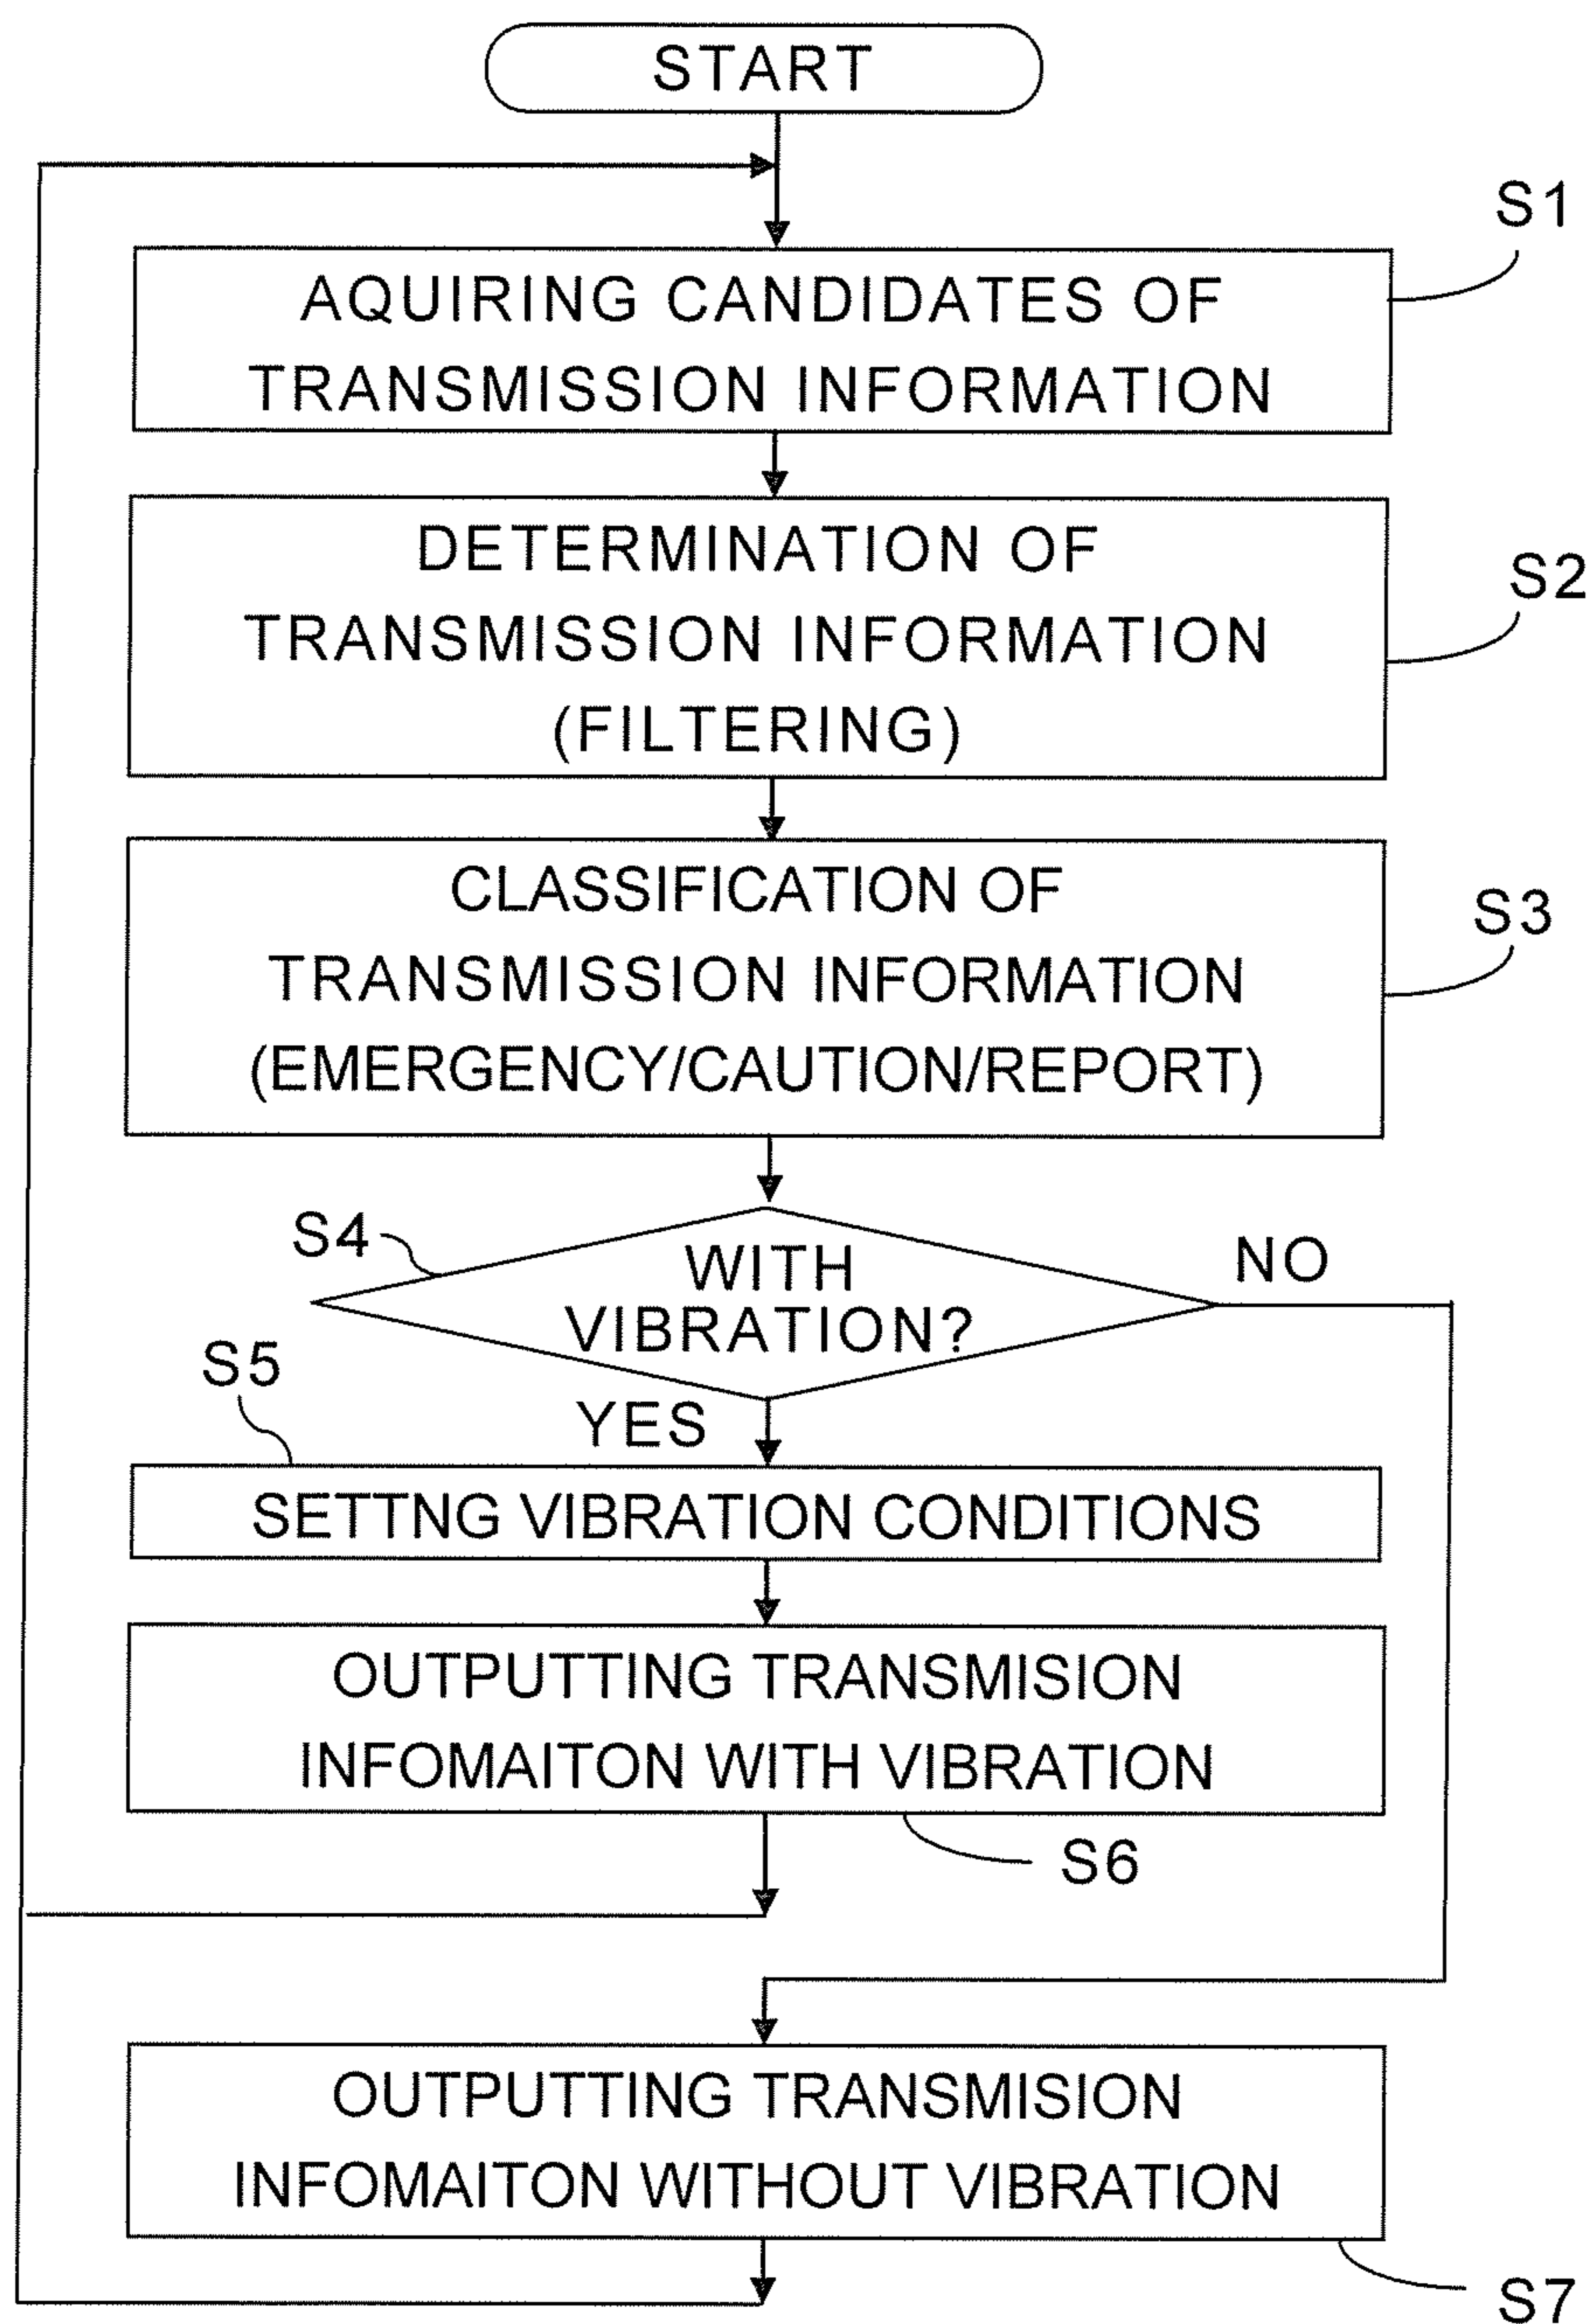 START
S1
AQUIRING CANDIDATES OF
TRANSMISSION INFORMATION
DETERMINATION OF
S2
TRANSMISSION INFORMATION
(FILTERING)
CLASSIFICATION OF
S3
TRANSMISSION INFORMATION
(EMERGENCY/CAUTION/REPORT)
S4
WITH
NO
VIBRATION?
S5
YES
SETTNG VIBRATION CONDITIONS
OUTPUTTING TRANSMISION
INFOMAITON WITH VIBRATION
S6
OUTPUTTING TRANSMISION
INFOMAITON WITHOUT VIBRATION
S7